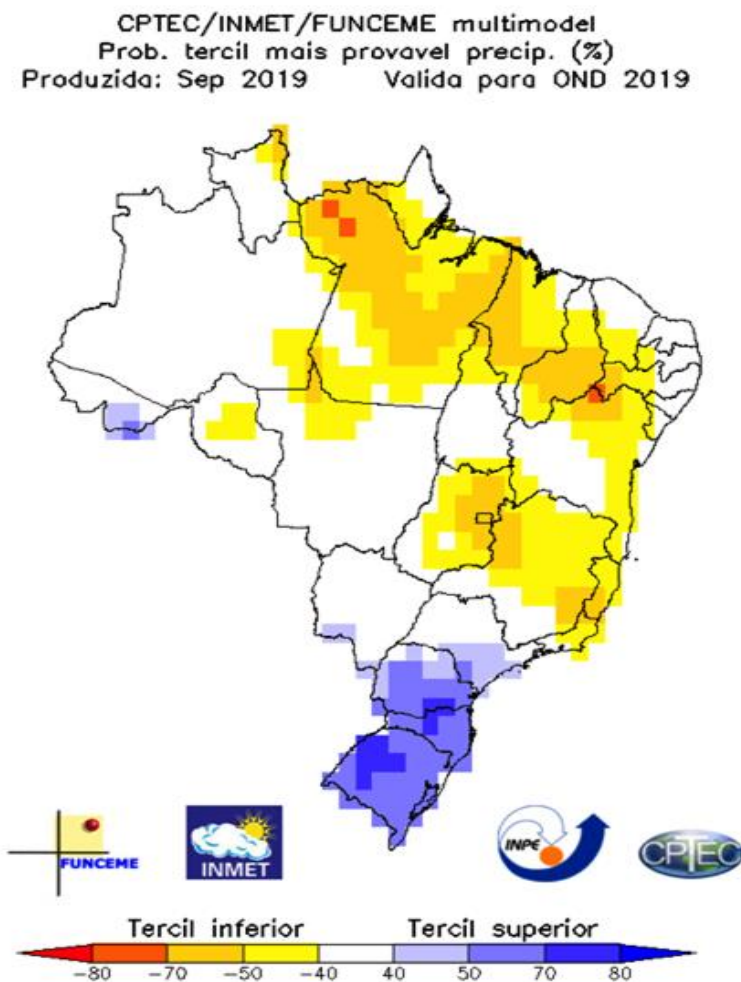 CPTEC/INMET/FUNCEME multimodel
Prob. tercil mais provavel precip. (%)
Produzida: Sep 2019 Valida para OND 2019
FUNCEME
INMET
INPE
CPTEC
Tercil inferior Tercil superior
-80 -70 -50 -40 40 50 70 80